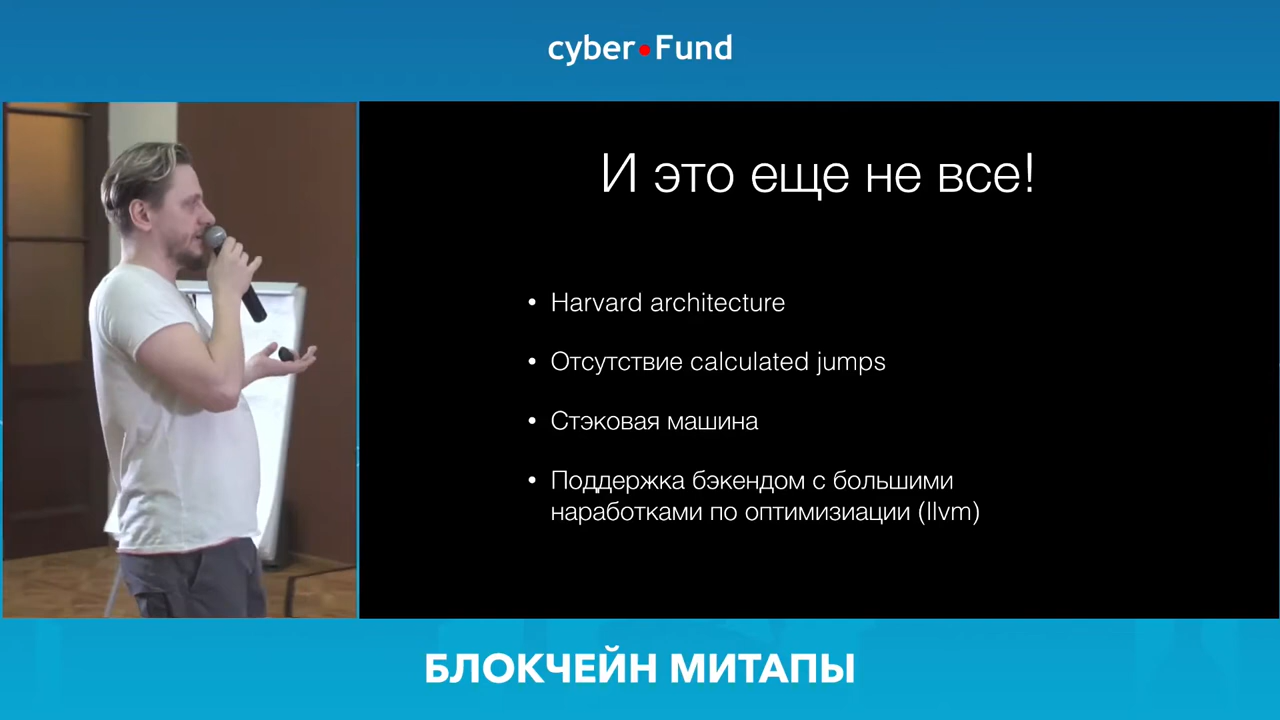 cyber•Fund
И это еще не все!
• Harvard architecture
• Отсутствие calculated jumps
• Стэковая машина
• Поддержка бэкендом с большими
наработками по оптимизиации (llvm)
БЛОКЧЕЙН МИТАПЫ